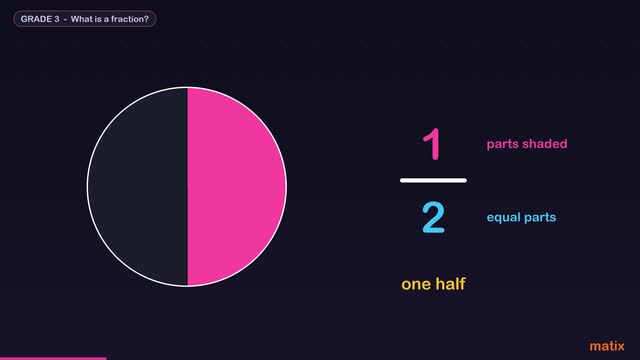 GRADE 3 - What is a fraction?
1
parts shaded
2
equal parts
one half
matix